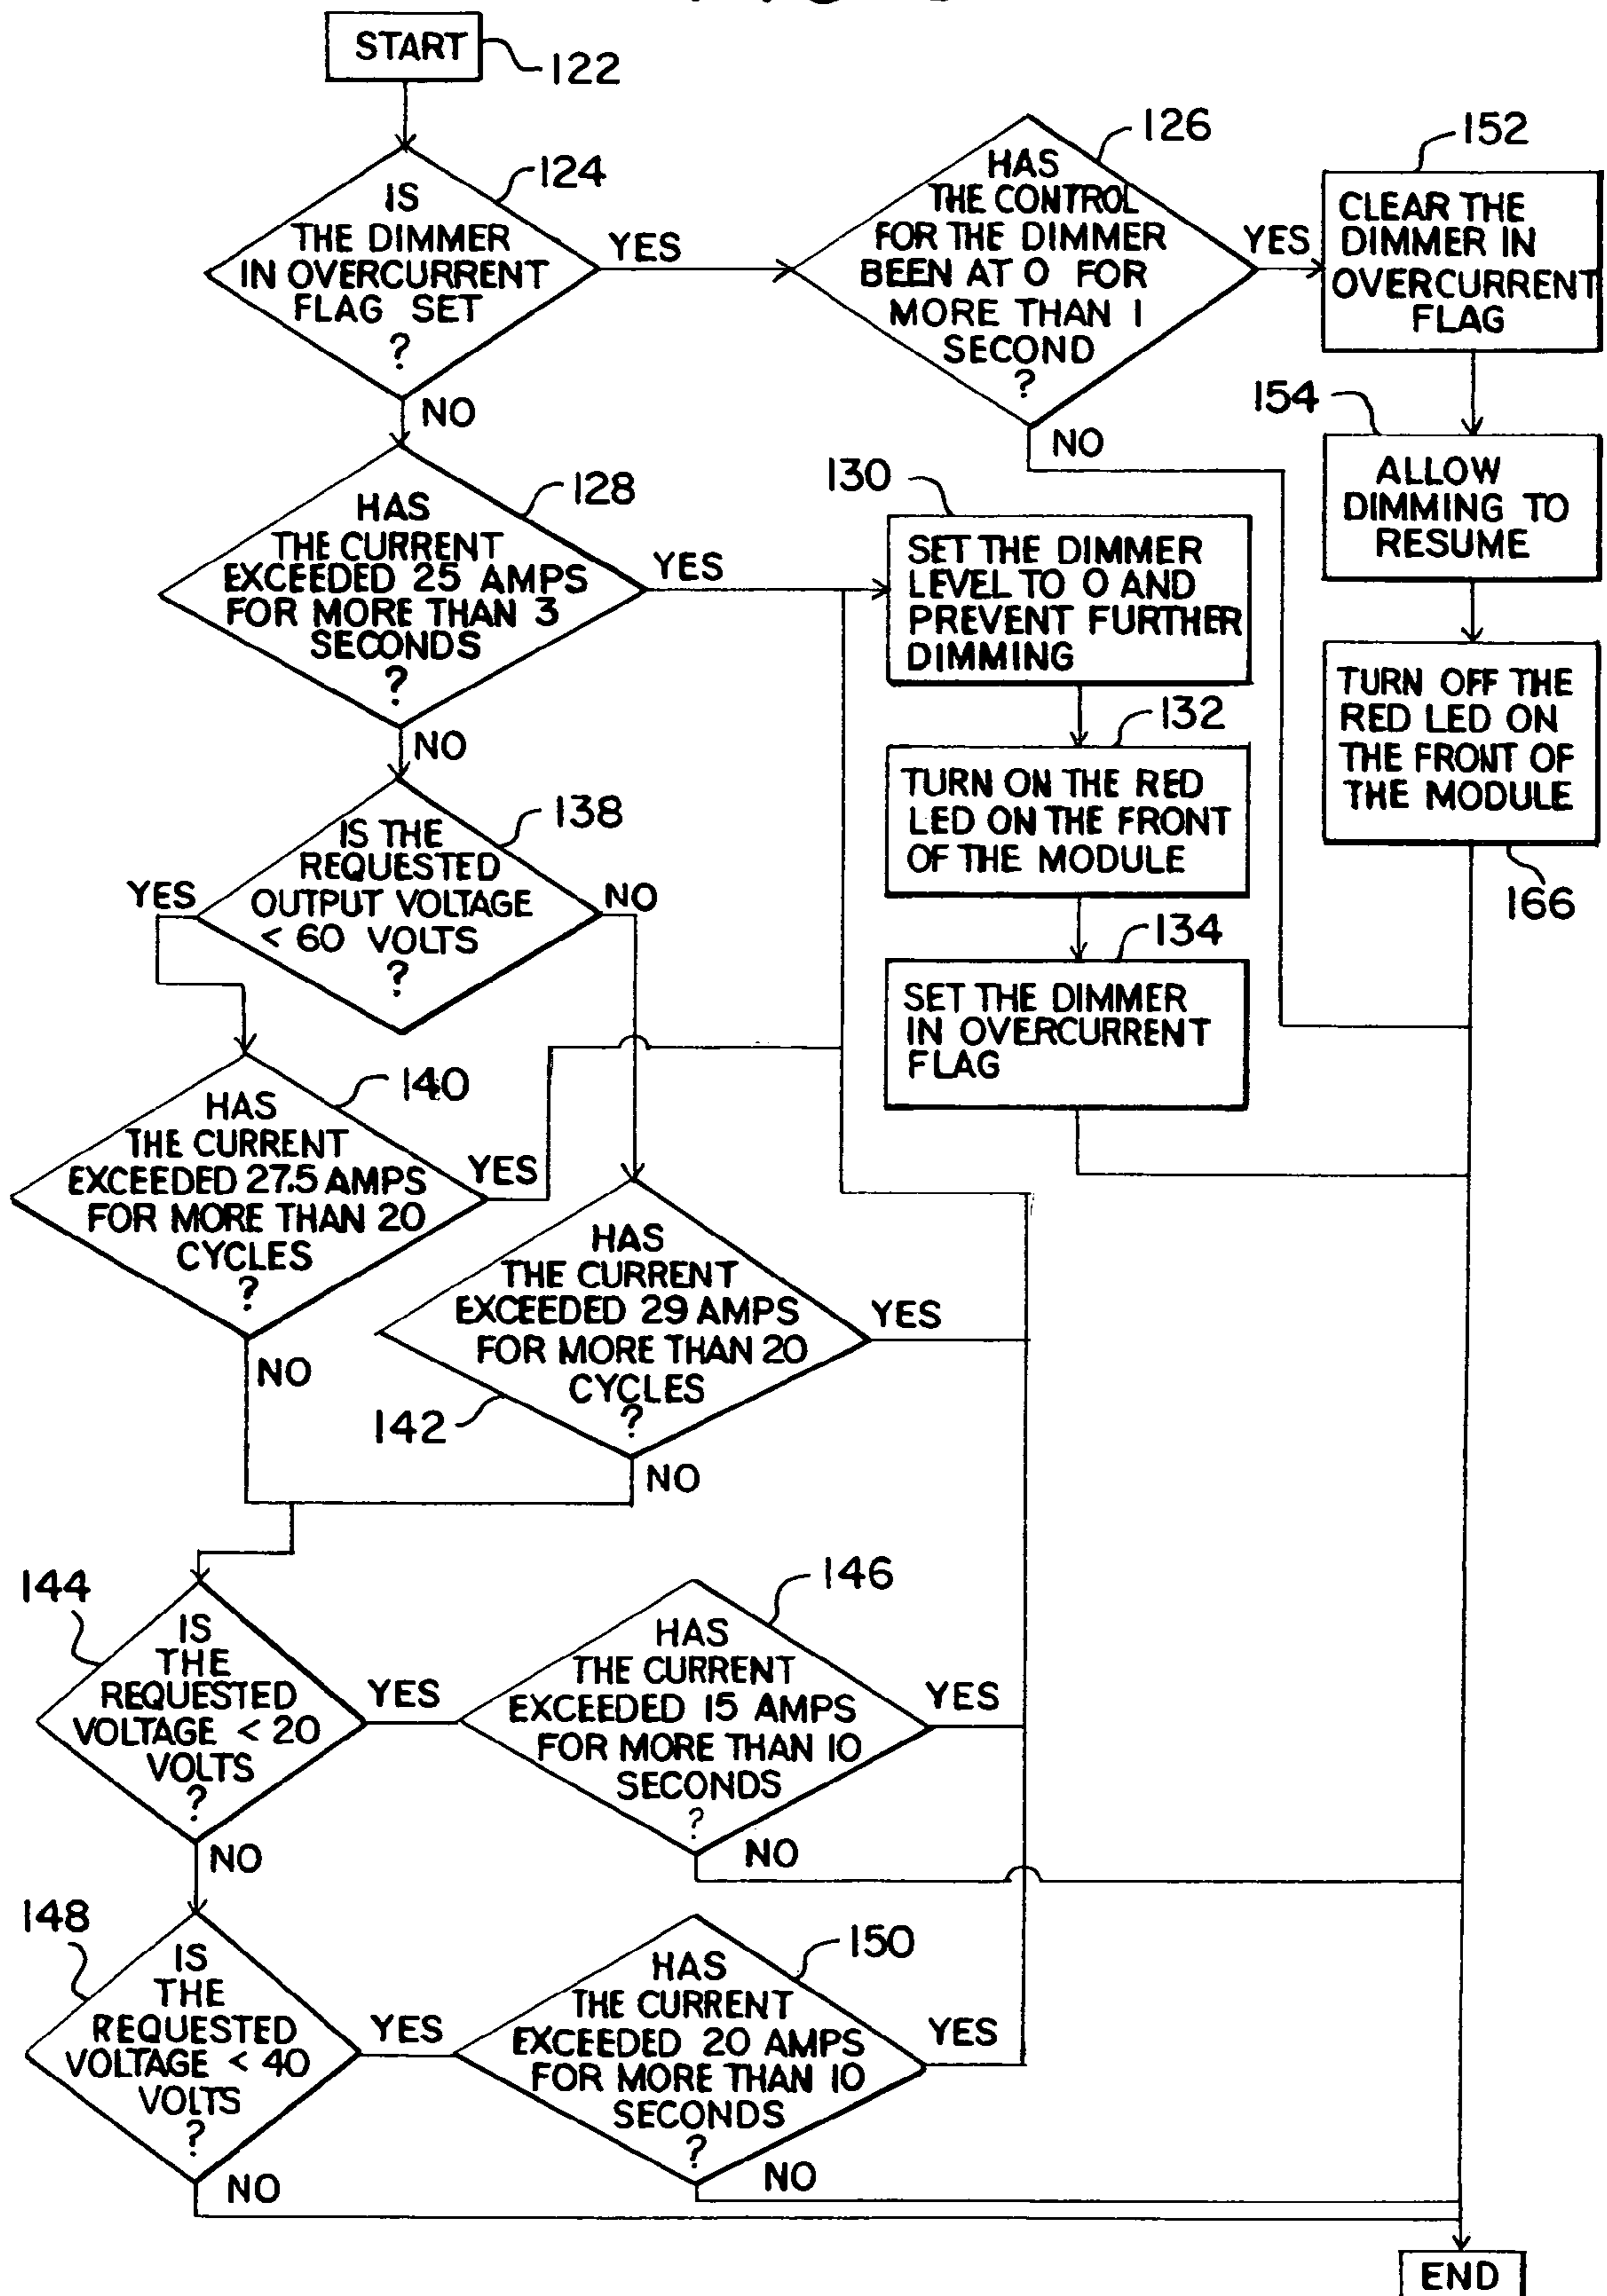 START
122
IS
THE DIMMER
IN OVERCURRENT
FLAG SET
?
124
YES
NO
HAS
THE CONTROL
FOR THE DIMMER
BEEN AT 0 FOR
MORE THAN 1
SECOND
?
126
YES
NO
CLEAR THE
DIMMER IN
OVERCURRENT
FLAG
152
154
ALLOW
DIMMING TO
RESUME
TURN OFF THE
RED LED ON
THE FRONT OF
THE MODULE
166
HAS
THE CURRENT
EXCEEDED 25 AMPS
FOR MORE THAN 3
SECONDS
?
128
YES
NO
130
SET THE DIMMER
LEVEL TO 0 AND
PREVENT FURTHER
DIMMING
132
TURN ON THE RED
LED ON THE FRONT
OF THE MODULE
134
SET THE DIMMER
IN OVERCURRENT
FLAG
138
IS THE
REQUESTED
OUTPUT VOLTAGE
< 60 VOLTS
?
YES
NO
140
HAS
THE CURRENT
EXCEEDED 27.5 AMPS
FOR MORE THAN 20
CYCLES
?
YES
NO
HAS
THE CURRENT
EXCEEDED 29 AMPS
FOR MORE THAN 20
CYCLES
?
142
YES
NO
144
IS
THE
REQUESTED
VOLTAGE < 20
VOLTS
?
YES
NO
146
HAS
THE CURRENT
EXCEEDED 15 AMPS
FOR MORE THAN 10
SECONDS
?
YES
NO
148
IS
THE
REQUESTED
VOLTAGE < 40
VOLTS
?
YES
NO
150
HAS
THE CURRENT
EXCEEDED 20 AMPS
FOR MORE THAN 10
SECONDS
?
YES
NO
END